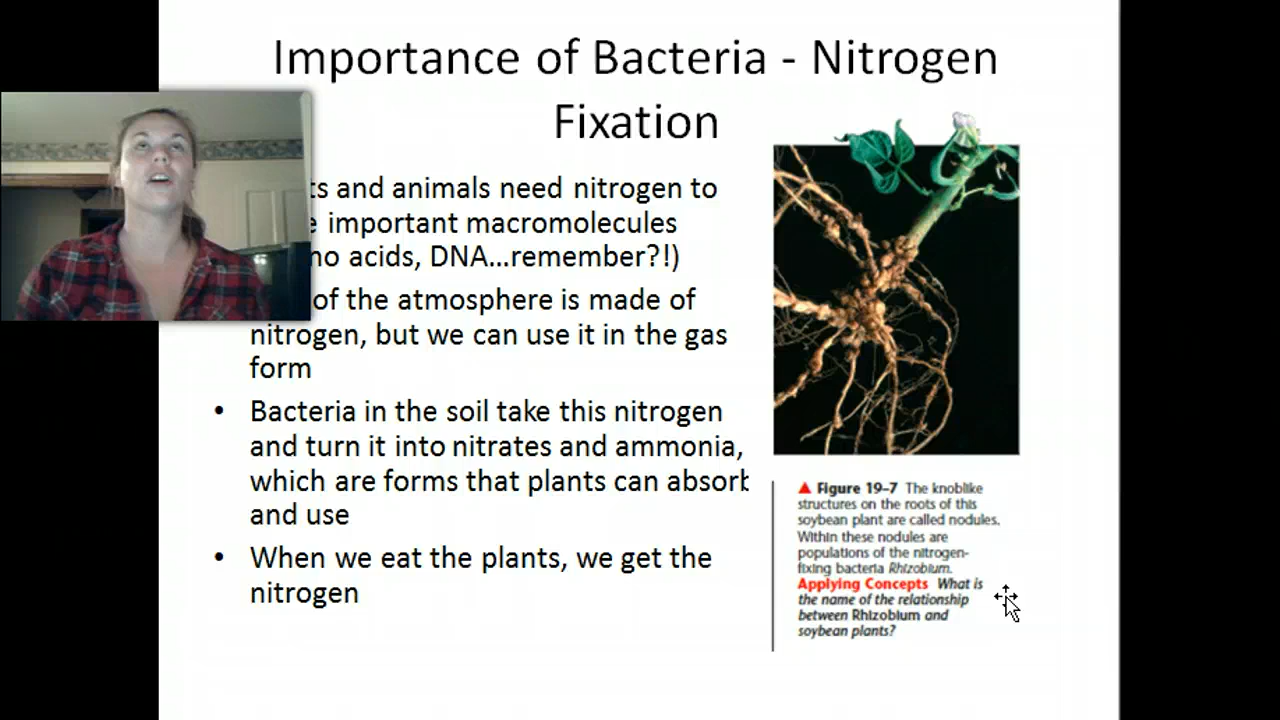 Importance of Bacteria - Nitrogen
Fixation
and animals need nitrogen to
important macromolecules
acids, DNA...remember?!)
of the atmosphere is made of
nitrogen, but we can use it in the gas
form
• Bacteria in the soil take this nitrogen
and turn it into nitrates and ammonia,
which are forms that plants can absorb
and use
• When we eat the plants, we get the
nitrogen
▲ Figure 19–7 The knoblike
structures on the roots of this
soybean plant are called nodules.
Within these nodules are
populations of the nitrogen-
fixing bacteria Rhizobium.
Applying Concepts What is
the name of the relationship
between Rhizobium and
soybean plants?